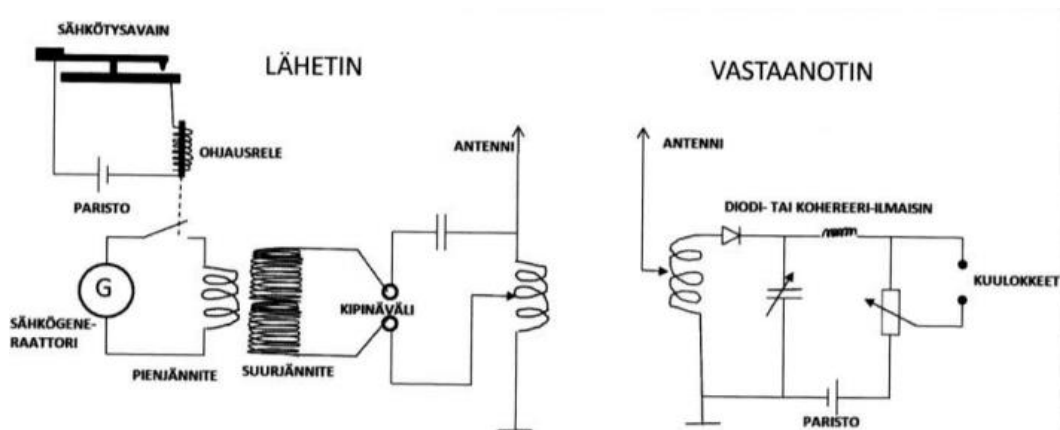 SÄHKÖTYSAVAIN
LÄHETIN
OHJAUSRELE
PARISTO
G
SÄHKÖGENE-
RAATTORI
PIENJÄNNITE
SUURJÄNNITE
KIPINÄVÄLI
ANTENNI
VASTAANOTIN
ANTENNI
DIODI- TAI KOHEREERI-ILMAISIN
KUULOKKEET
PARISTO